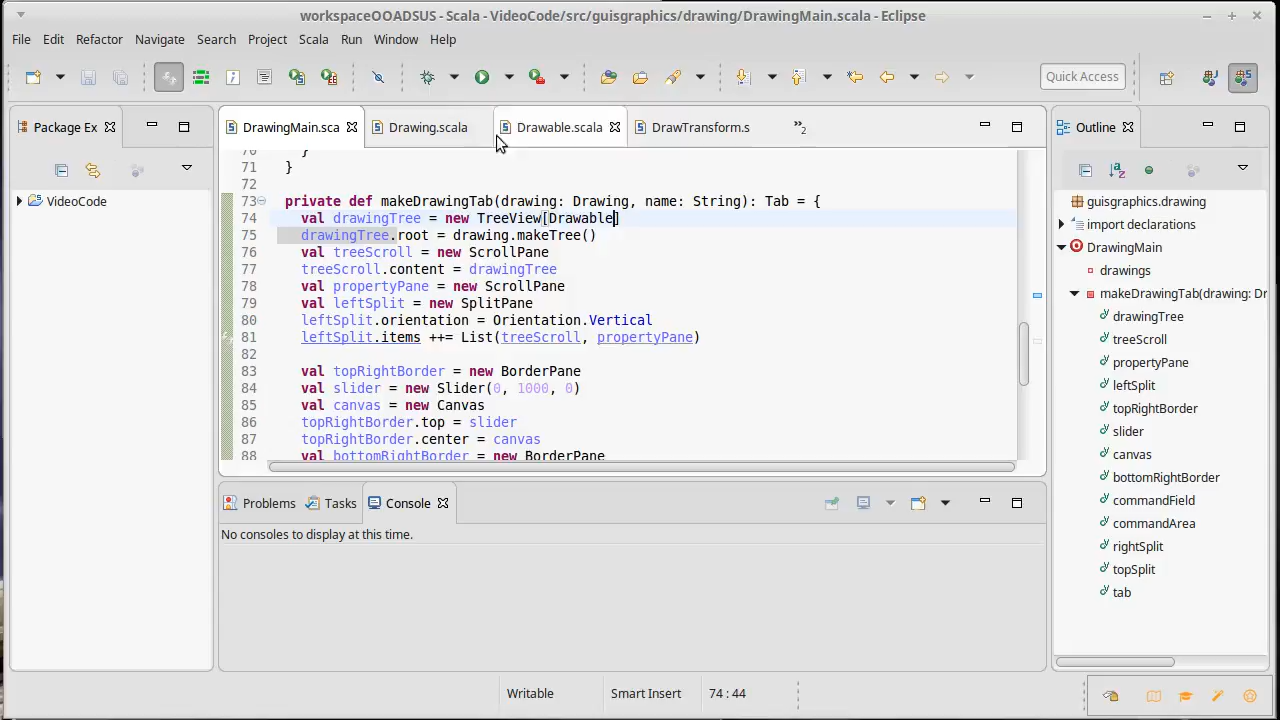 workspaceOOADSUS - Scala - VideoCode/src/guisgraphics/drawing/DrawingMain.scala - Eclipse
File Edit Refactor Navigate Search Project Scala Run Window Help
Quick Access
Package Ex
DrawingMain.sca Drawing.scala Drawable.scala DrawTransform.s 2
Outline
VideoCode
70 }
71 }
72
73 private def makeDrawingTab(drawing: Drawing, name: String): Tab = {
74 val drawingTree = new TreeView[Drawable]
75 drawingTree.root = drawing.makeTree()
76 val treeScroll = new ScrollPane
77 treeScroll.content = drawingTree
78 val propertyPane = new ScrollPane
79 val leftSplit = new SplitPane
80 leftSplit.orientation = Orientation.Vertical
81 leftSplit.items ++= List(treeScroll, propertyPane)
82
83 val topRightBorder = new BorderPane
84 val slider = new Slider(0, 1000, 0)
85 val canvas = new Canvas
86 topRightBorder.top = slider
87 topRightBorder.center = canvas
88 val bottomRightBorder = new BorderPane
guisgraphics.drawing
import declarations
DrawingMain
drawings
makeDrawingTab(drawing: Dr
drawingTree
treeScroll
propertyPane
leftSplit
topRightBorder
slider
canvas
bottomRightBorder
commandField
commandArea
rightSplit
topSplit
tab
Problems Tasks Console
No consoles to display at this time.
Writable Smart Insert 74 : 44